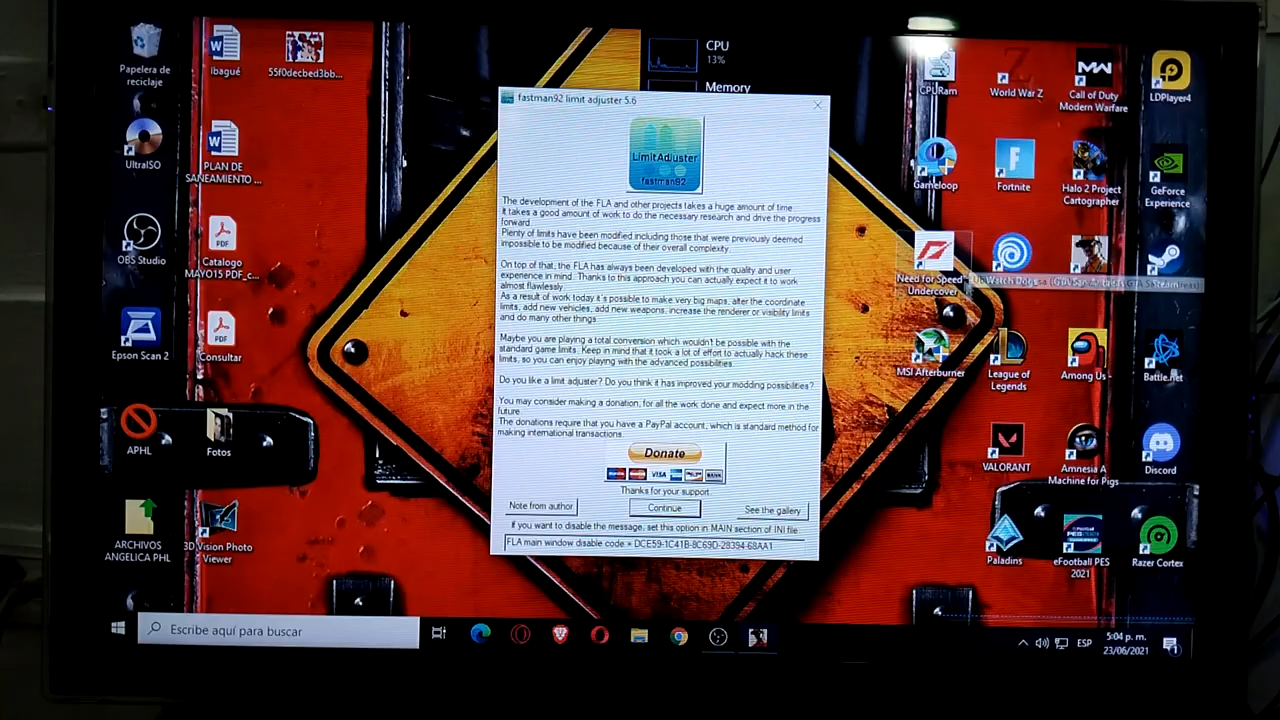 Papelera de
reciclaje
UltraISO
OBS Studio
Epson Scan 2
APHL
ARCHIVOS
ANGELICA PHL
Ibagué
PLAN DE
SANEAMIENTO ...
PDF
Catalogo
MAYO15 PDF_c...
PDF
Consultar
Fotos
3D Vision Photo
Viewer
55f0decbed3bb...
CPU
13%
Memory
fastman92 limit adjuster 5.6
LimitAdjuster
fastman92
The development of the FLA and other projects takes a huge amount of time.
It takes a good amount of work to do the necessary research and drive the progress
forward.
Plenty of limits have been modified including those that were previously deemed
impossible to be modified because of their overall complexity.
On top of that, the FLA has always been developed with the quality and user
experience in mind. Thanks to this approach you can actually expect it to work
almost flawlessly.
As a result of work today it's possible to make very big maps, alter the coordinate
limits, add new vehicles, add new weapons, increase the renderer or visibility limits
and do many other things.
Maybe you are playing a total conversion which wouldn't be possible with the
standard game limits. Keep in mind that it took a lot of effort to actually hack these
limits, so you can enjoy playing with the advanced possibilities.
Do you like a limit adjuster? Do you think it has improved your modding possibilities?
You may consider making a donation, for all the work done and expect more in the
future.
The donations require that you have a PayPal account, which is standard method for
making international transactions.
Donate
VISA
BANK
Thanks for your support.
Note from author
Continue
See the gallery
If you want to disable the message, set this option in MAIN section of INI file
FLA main window disable code = DCE59-1C41B-8C69D-28394-68AA1
CPURam
World War Z
MW
Call of Duty
Modern Warfare
LDPlayer4
Gameloop
Fortnite
Halo 2 Project
Cartographer
GeForce
Experience
Need for Speed
Undercover
Watch Dogs
Steam
MSI Afterburner
League of
Legends
Among Us
Battle.net
VALORANT
Amnesia A
Machine for Pigs
Discord
Paladins
eFootball PES
2021
Razer Cortex
Escribe aquí para buscar
ESP
5:04 p. m.
23/06/2021
1